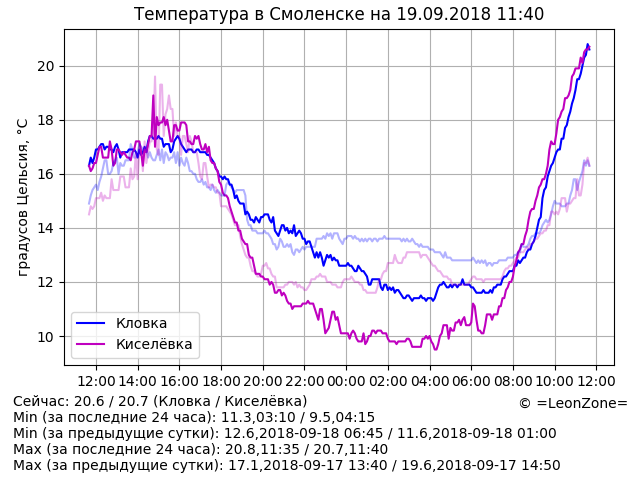 Температура в Смоленске на 19.09.2018 11:40
градусов Цельсия, °C
20
18
16
14
12
10
Кловка
Киселёвка
12:00 14:00 16:00 18:00 20:00 22:00 00:00 02:00 04:00 06:00 08:00 10:00 12:00
Сейчас: 20.6 / 20.7 (Кловка / Киселёвка)
© =LeonZone=
Min (за последние 24 часа): 11.3,03:10 / 9.5,04:15
Min (за предыдущие сутки): 12.6,2018-09-18 06:45 / 11.6,2018-09-18 01:00
Max (за последние 24 часа): 20.8,11:35 / 20.7,11:40
Max (за предыдущие сутки): 17.1,2018-09-17 13:40 / 19.6,2018-09-17 14:50